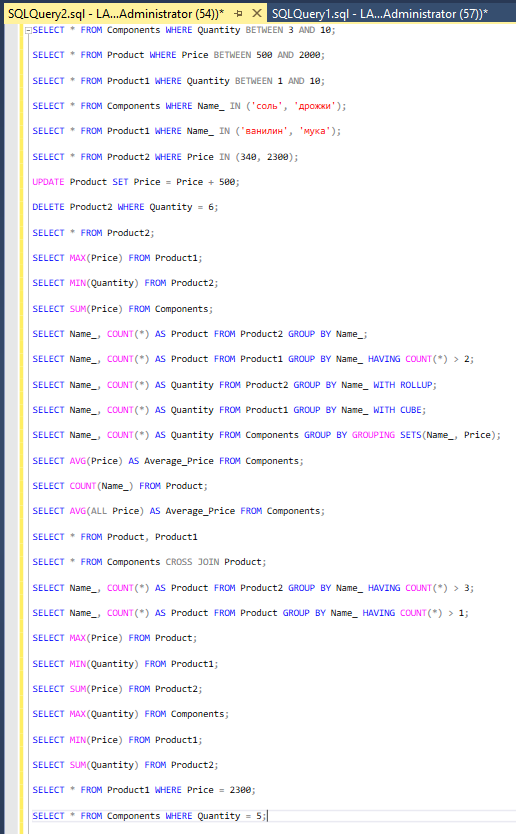 SQLQuery2.sql - LA...Administrator (54))* SQLQuery1.sql - LA...Administrator (57))*
SELECT * FROM Components WHERE Quantity BETWEEN 3 AND 10;
SELECT * FROM Product WHERE Price BETWEEN 500 AND 2000;
SELECT * FROM Product1 WHERE Quantity BETWEEN 1 AND 10;
SELECT * FROM Components WHERE Name_ IN ('соль', 'дрожжи');
SELECT * FROM Product1 WHERE Name_ IN ('ванилин', 'мука');
SELECT * FROM Product2 WHERE Price IN (340, 2300);
UPDATE Product SET Price = Price + 500;
DELETE Product2 WHERE Quantity = 6;
SELECT * FROM Product2;
SELECT MAX(Price) FROM Product1;
SELECT MIN(Quantity) FROM Product2;
SELECT SUM(Price) FROM Components;
SELECT Name_, COUNT(*) AS Product FROM Product2 GROUP BY Name_;
SELECT Name_, COUNT(*) AS Product FROM Product1 GROUP BY Name_ HAVING COUNT(*) > 2;
SELECT Name_, COUNT(*) AS Quantity FROM Product2 GROUP BY Name_ WITH ROLLUP;
SELECT Name_, COUNT(*) AS Quantity FROM Product1 GROUP BY Name_ WITH CUBE;
SELECT Name_, COUNT(*) AS Quantity FROM Components GROUP BY GROUPING SETS(Name_, Price);
SELECT AVG(Price) AS Average_Price FROM Components;
SELECT COUNT(Name_) FROM Product;
SELECT AVG(ALL Price) AS Average_Price FROM Components;
SELECT * FROM Product, Product1
SELECT * FROM Components CROSS JOIN Product;
SELECT Name_, COUNT(*) AS Product FROM Product2 GROUP BY Name_ HAVING COUNT(*) > 3;
SELECT Name_, COUNT(*) AS Product FROM Product GROUP BY Name_ HAVING COUNT(*) > 1;
SELECT MAX(Price) FROM Product;
SELECT MIN(Quantity) FROM Product1;
SELECT SUM(Price) FROM Product2;
SELECT MAX(Quantity) FROM Components;
SELECT MIN(Price) FROM Product1;
SELECT SUM(Quantity) FROM Product2;
SELECT * FROM Product1 WHERE Price = 2300;
SELECT * FROM Components WHERE Quantity = 5;